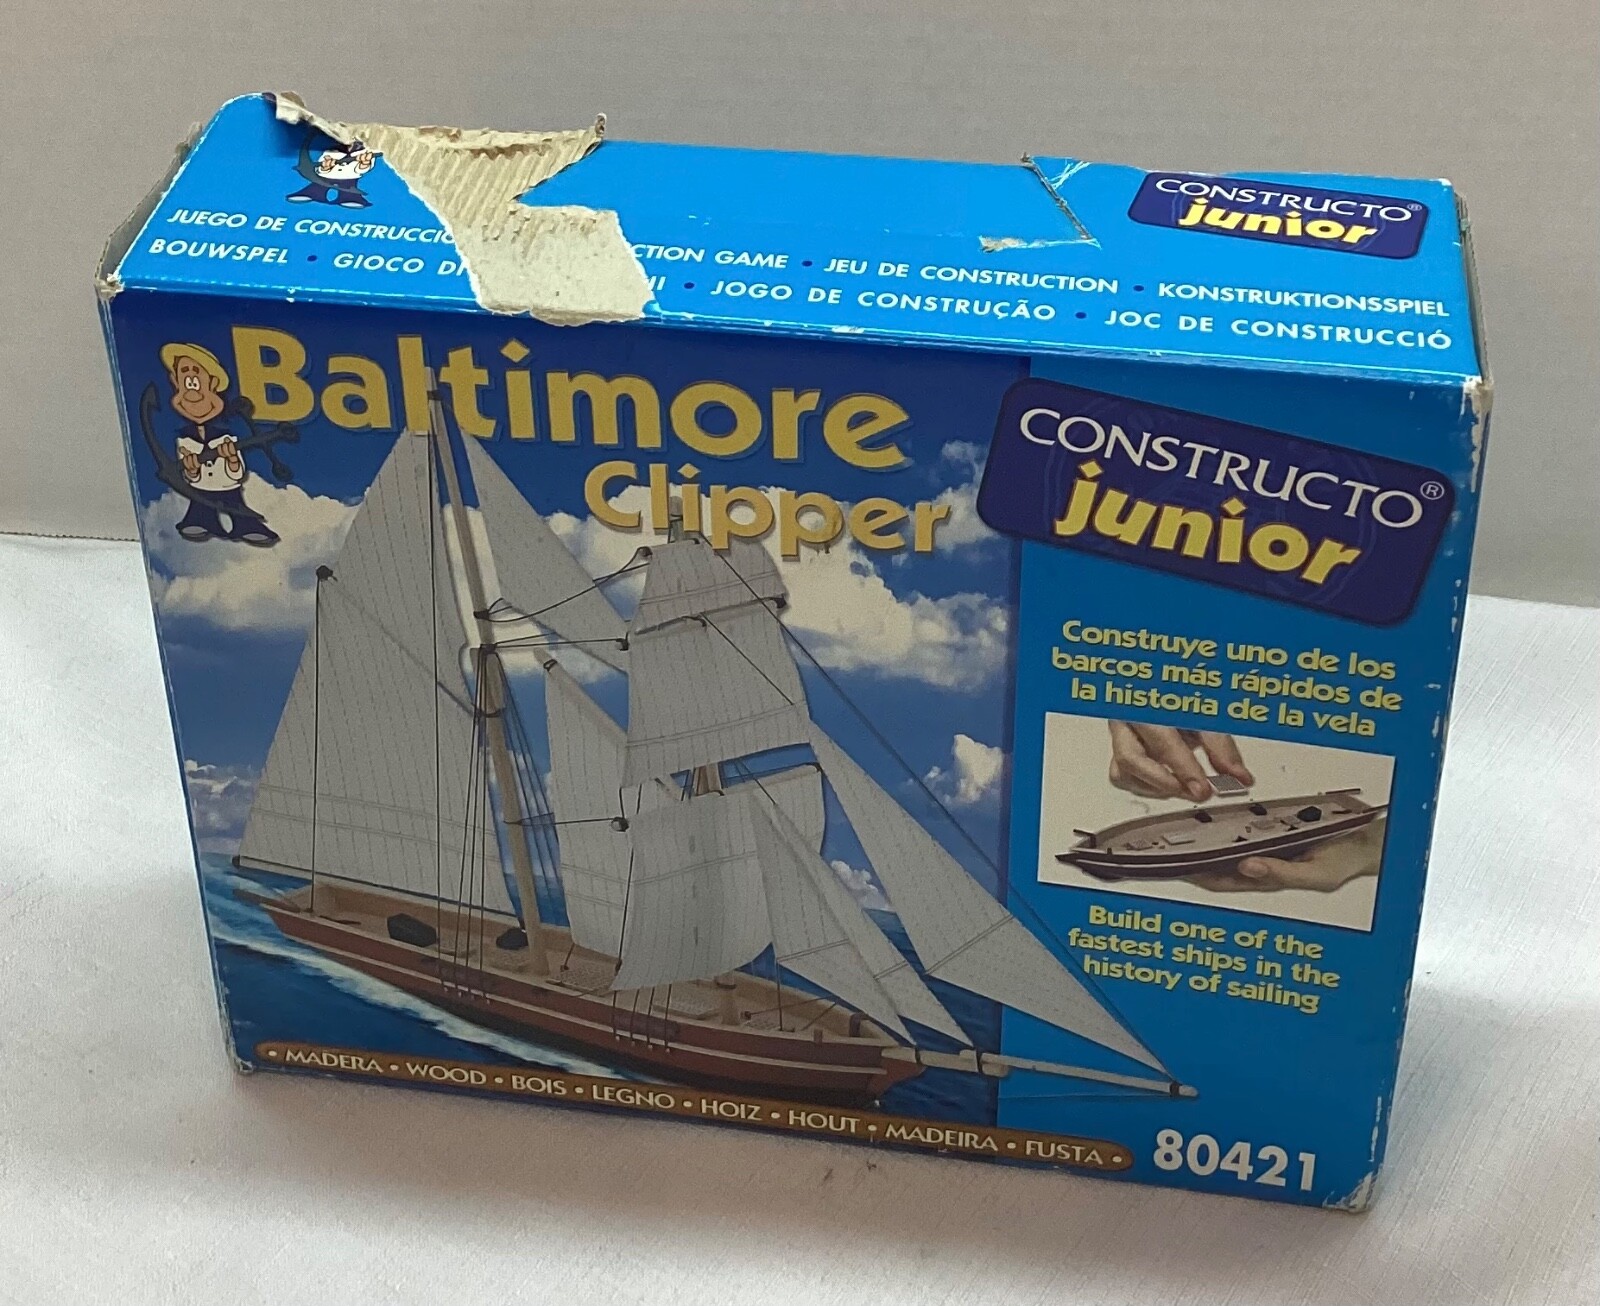 CONSTRUCTO®
junior
JUEGO DE CONSTRUCCIÓ CTION GAME • JEU DE CONSTRUCTION • KONSTRUKTIONSSPIEL
BOUWSPEL • GIOCO DI NI • JOGO DE CONSTRUÇÃO • JOC DE CONSTRUCCIÓ
Baltimore
Clipper
CONSTRUCTO®
junior
Construye uno de los
barcos más rápidos de
la historia de la vela
Build one of the
fastest ships in the
history of sailing
• MADERA • WOOD • BOIS • LEGNO • HOIZ • HOUT • MADEIRA • FUSTA •
80421